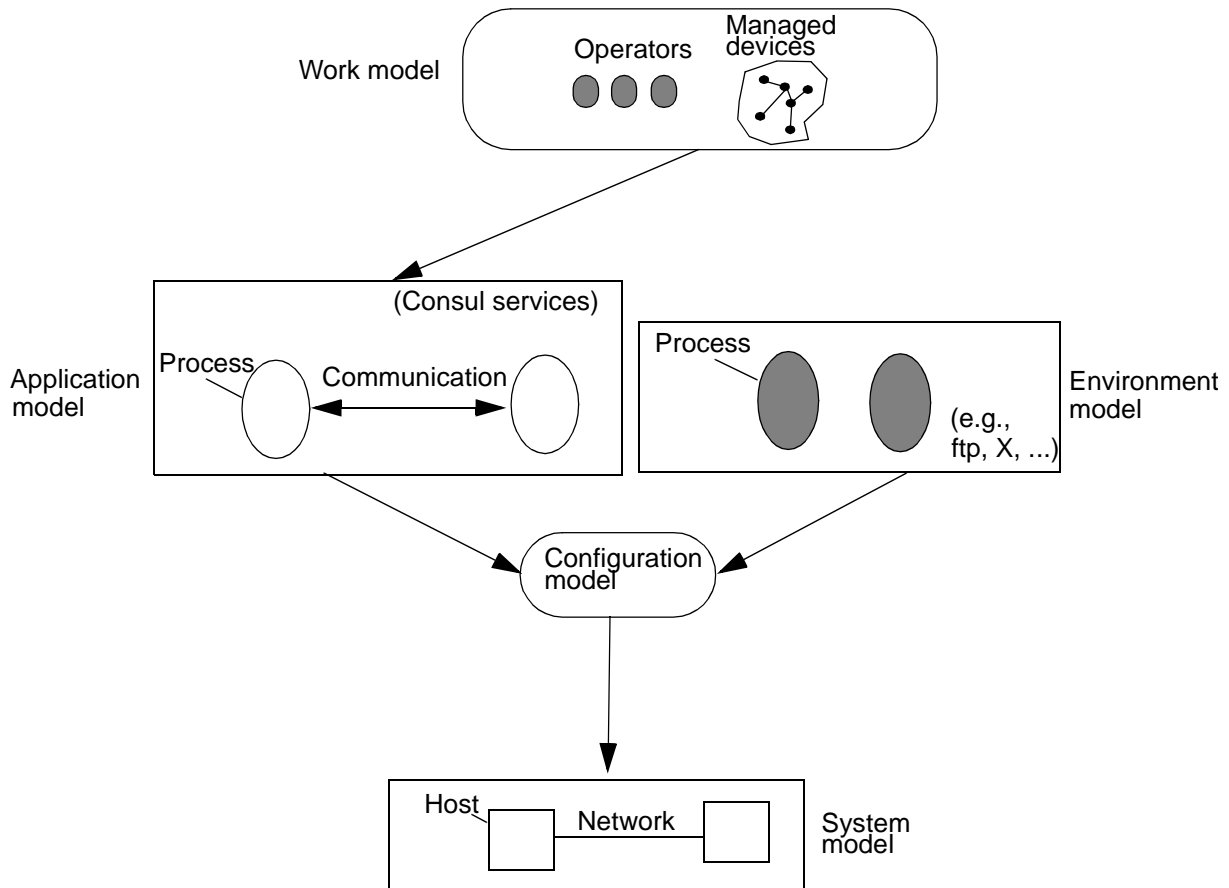 Managed
devices
Operators
Work model
(Consul services)
Process
Communication
Application
model
Process
Environment
model
(e.g.,
ftp, X, ...)
Configuration
model
Host
Network
System
model